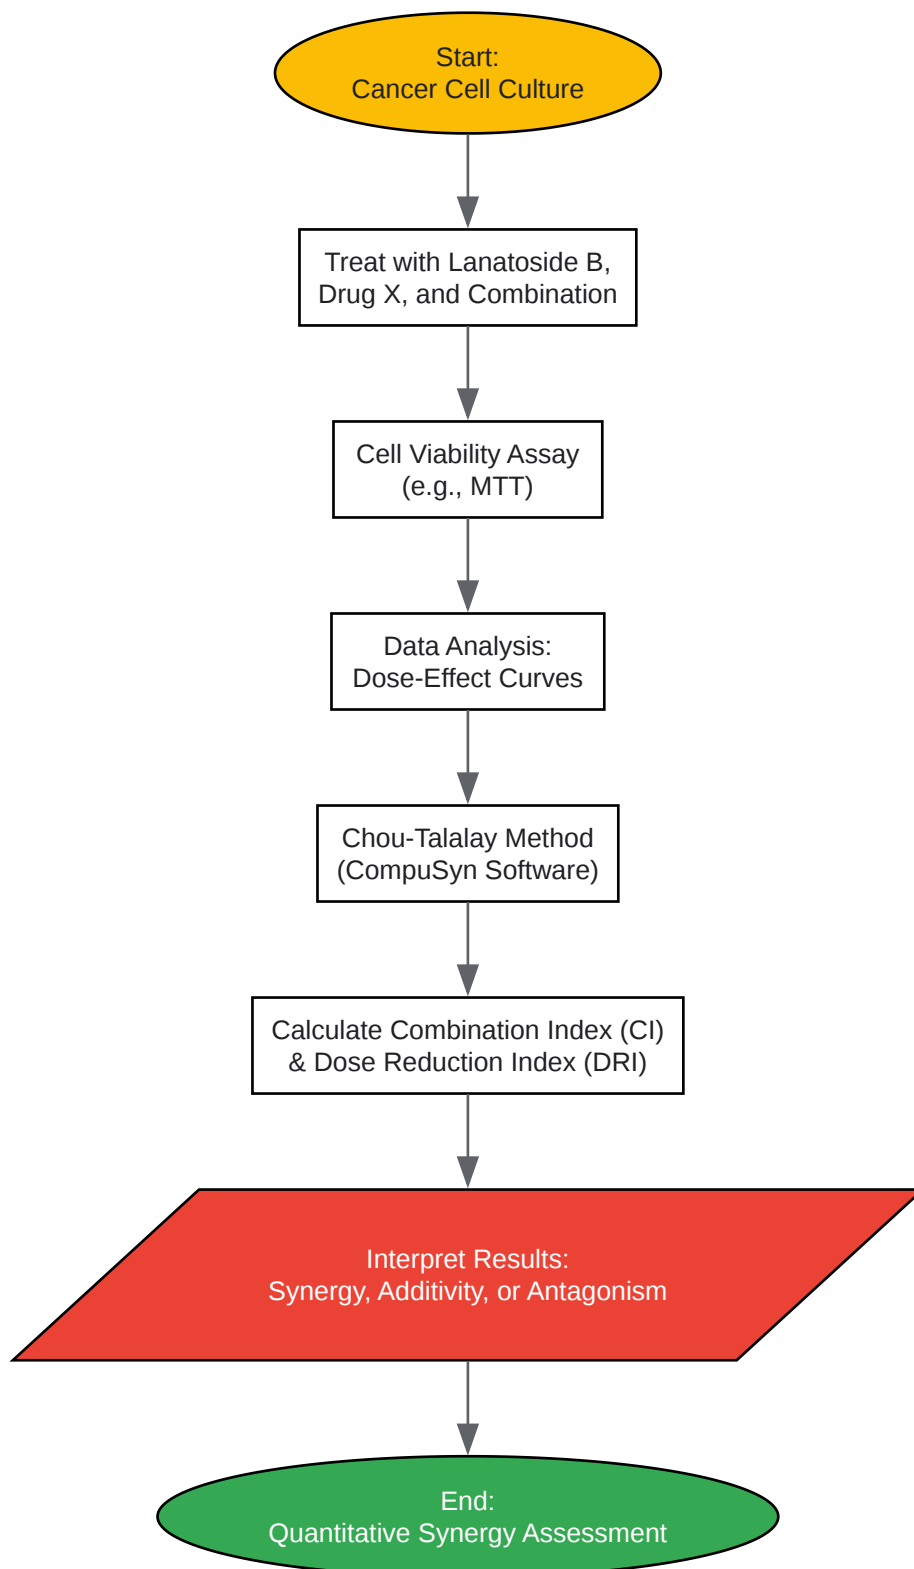 Start:
Cancer Cell Culture
Treat with Lanatoside B,
Drug X, and Combination
Cell Viability Assay
(e.g., MTT)
Data Analysis:
Dose-Effect Curves
Chou-Talalay Method
(CompuSyn Software)
Calculate Combination Index (CI)
& Dose Reduction Index (DRI)
Interpret Results:
Synergy, Additivity, or Antagonism
End:
Quantitative Synergy Assessment